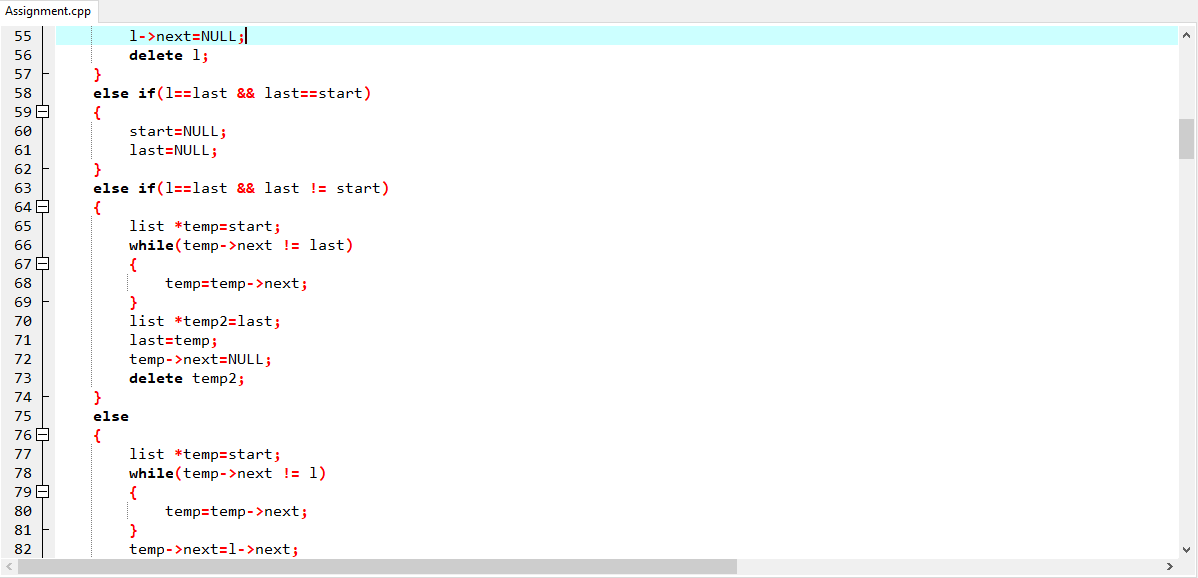 Assignment.cpp
55 l->next=NULL;
56 delete l;
57 }
58 else if(l==last && last==start)
59 {
60 start=NULL;
61 last=NULL;
62 }
63 else if(l==last && last != start)
64 {
65 list *temp=start;
66 while(temp->next != last)
67 {
68 temp=temp->next;
69 }
70 list *temp2=last;
71 last=temp;
72 temp->next=NULL;
73 delete temp2;
74 }
75 else
76 {
77 list *temp=start;
78 while(temp->next != l)
79 {
80 temp=temp->next;
81 }
82 temp->next=l->next;